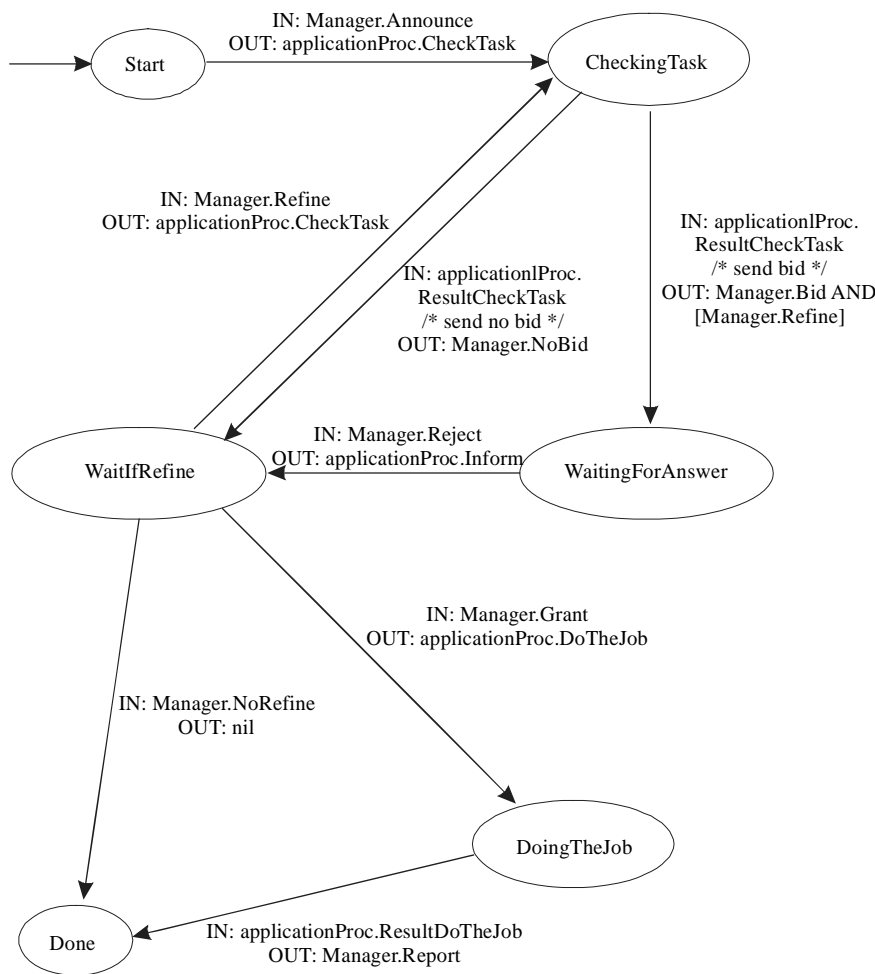 IN: Manager.Announce
OUT: applicationProc.CheckTask
Start
CheckingTask
IN: Manager.Refine
OUT: applicationProc.CheckTask
IN: applicationlProc.
ResultCheckTask
/* send bid */
OUT: Manager.Bid AND
[Manager.Refine]
IN: applicationlProc.
ResultCheckTask
/* send no bid */
OUT: Manager.NoBid
WaitIfRefine
IN: Manager.Reject
OUT: applicationProc.Inform
WaitingForAnswer
IN: Manager.Grant
OUT: applicationProc.DoTheJob
IN: Manager.NoRefine
OUT: nil
DoingTheJob
Done
IN: applicationProc.ResultDoTheJob
OUT: Manager.Report